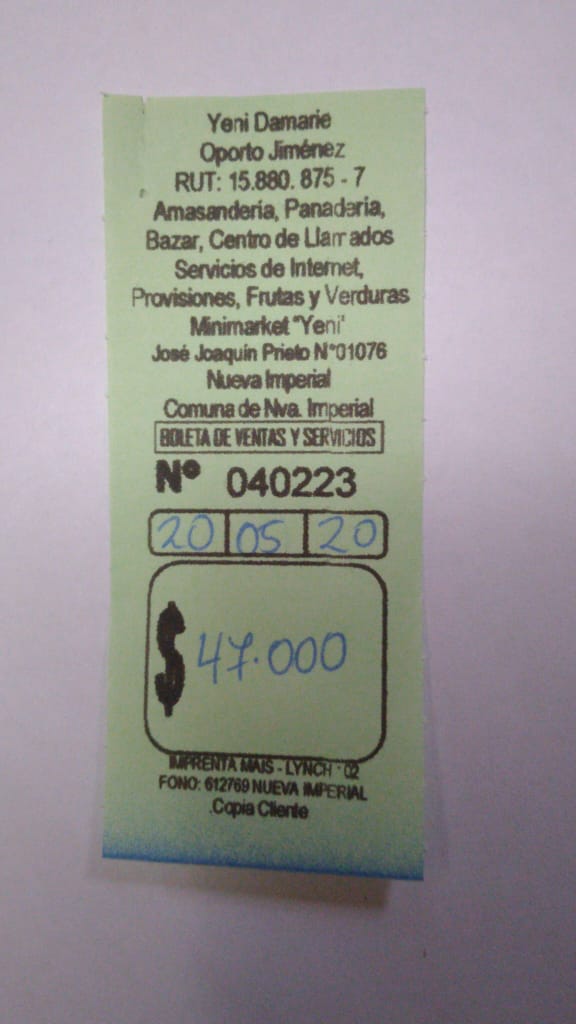 Yeni Damarie
Oporto Jiménez
RUT: 15.880. 875 - 7
Amasandería, Panadería,
Bazar, Centro de Llamados
Servicios de Internet,
Provisiones, Frutas y Verduras
Minimarket "Yeni"
José Joaquín Prieto N°01076
Nueva Imperial
Comuna de Nva. Imperial
BOLETA DE VENTAS Y SERVICIOS
Nº 040223
20 05 20
$ 47.000
IMPRENTA MAIS - LYNCH 102
FONO: 612769 NUEVA IMPERIAL
.Copia Cliente